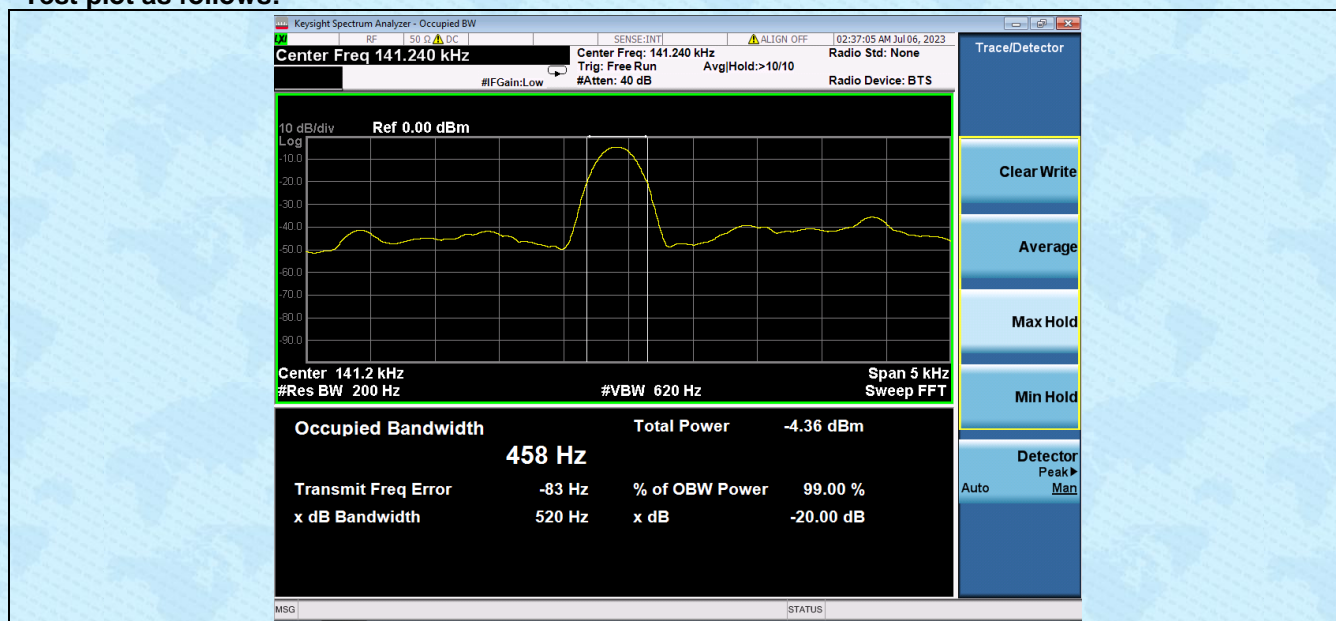 Test plot as follows:
Keysight Spectrum Analyzer - Occupied BW
LXI RF 50 Ω DC SENSE:INT ALIGN OFF 02:37:05 AM Jul 06, 2023
Center Freq 141.240 kHz
Center Freq: 141.240 kHz Radio Std: None
Trig: Free Run Avg|Hold:>10/10
#IFGain:Low #Atten: 40 dB Radio Device: BTS
10 dB/div Ref 0.00 dBm
Log
-10.0
-20.0
-30.0
-40.0
-50.0
-60.0
-70.0
-80.0
-90.0
Center 141.2 kHz Span 5 kHz
#Res BW 200 Hz #VBW 620 Hz Sweep FFT
Occupied Bandwidth Total Power -4.36 dBm
458 Hz
Transmit Freq Error -83 Hz % of OBW Power 99.00 %
x dB Bandwidth 520 Hz x dB -20.00 dB
MSG STATUS
Trace/Detector
Clear Write
Average
Max Hold
Min Hold
Detector
Peak▶
Auto Man